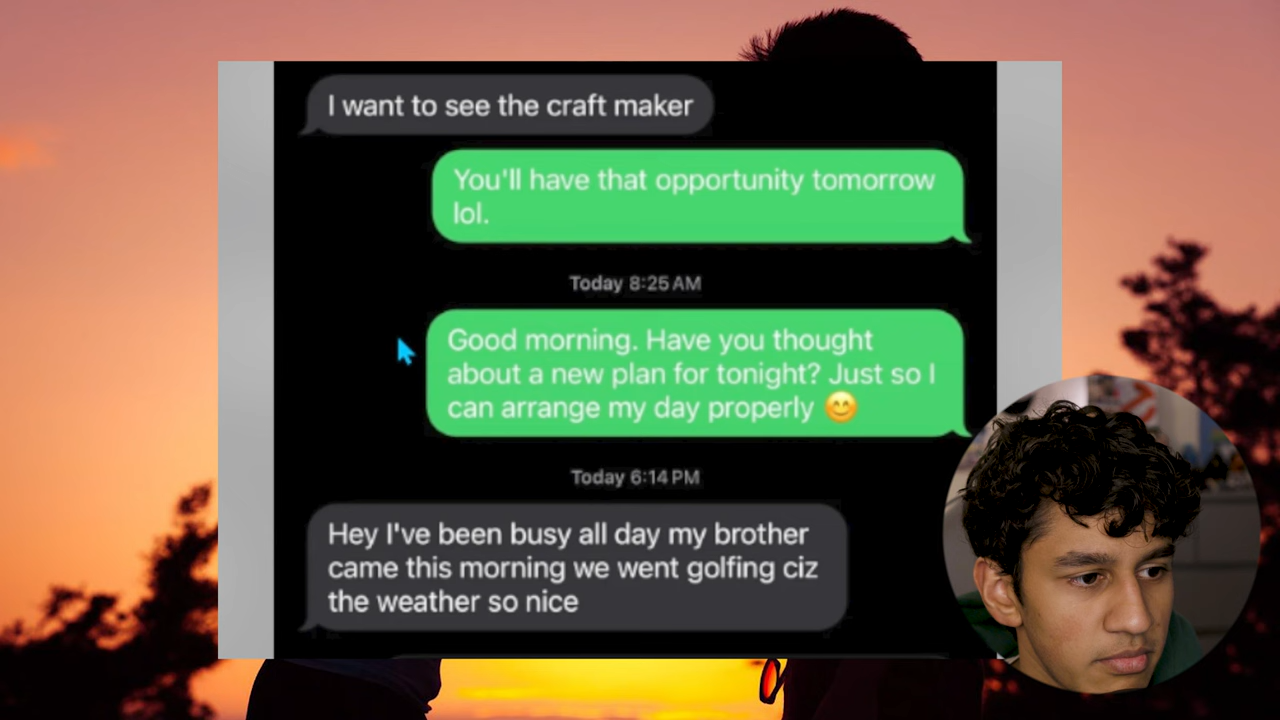 I want to see the craft maker
You'll have that opportunity tomorrow
lol.
Today 8:25 AM
Good morning. Have you thought
about a new plan for tonight? Just so I
can arrange my day properly 😊
Today 6:14 PM
Hey I've been busy all day my brother
came this morning we went golfing ciz
the weather so nice